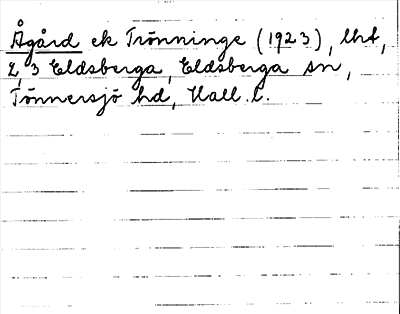 Ågård ek Trönninge (1923), lht,
2,3 Eldsberga, Eldsberga sn,
Tönnersjö hd, Hall. l.